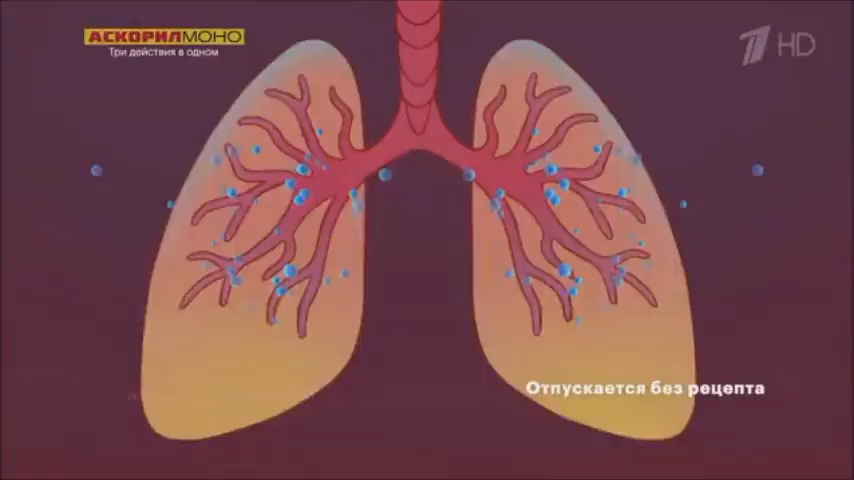 АСКОРИЛМОНО
Три действия в одном
1 HD
Отпускается без рецепта